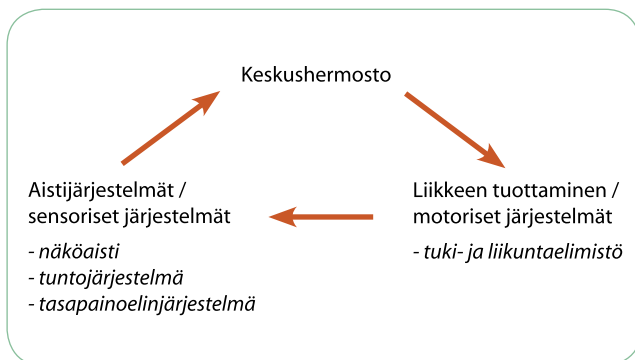 Keskushermosto
Aistijärjestelmät /
sensoriset järjestelmät
- näköaisti
- tuntojärjestelmä
- tasapainoelinjärjestelmä
Liikkeen tuottaminen /
motoriset järjestelmät
- tuki- ja liikuntaelimistö